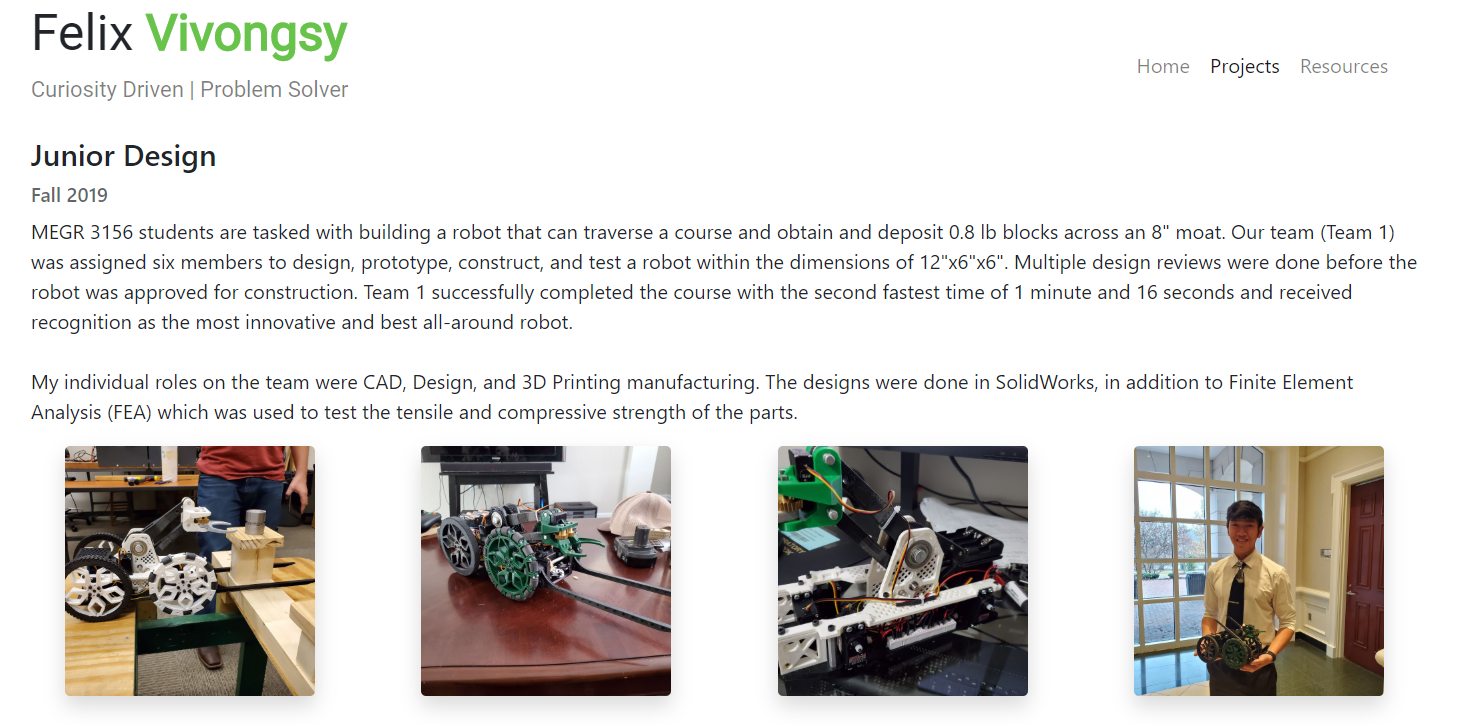 Felix Vivongsy
Curiosity Driven | Problem Solver
Home Projects Resources
Junior Design
Fall 2019
MEGR 3156 students are tasked with building a robot that can traverse a course and obtain and deposit 0.8 lb blocks across an 8" moat. Our team (Team 1)
was assigned six members to design, prototype, construct, and test a robot within the dimensions of 12"x6"x6". Multiple design reviews were done before the
robot was approved for construction. Team 1 successfully completed the course with the second fastest time of 1 minute and 16 seconds and received
recognition as the most innovative and best all-around robot.
My individual roles on the team were CAD, Design, and 3D Printing manufacturing. The designs were done in SolidWorks, in addition to Finite Element
Analysis (FEA) which was used to test the tensile and compressive strength of the parts.